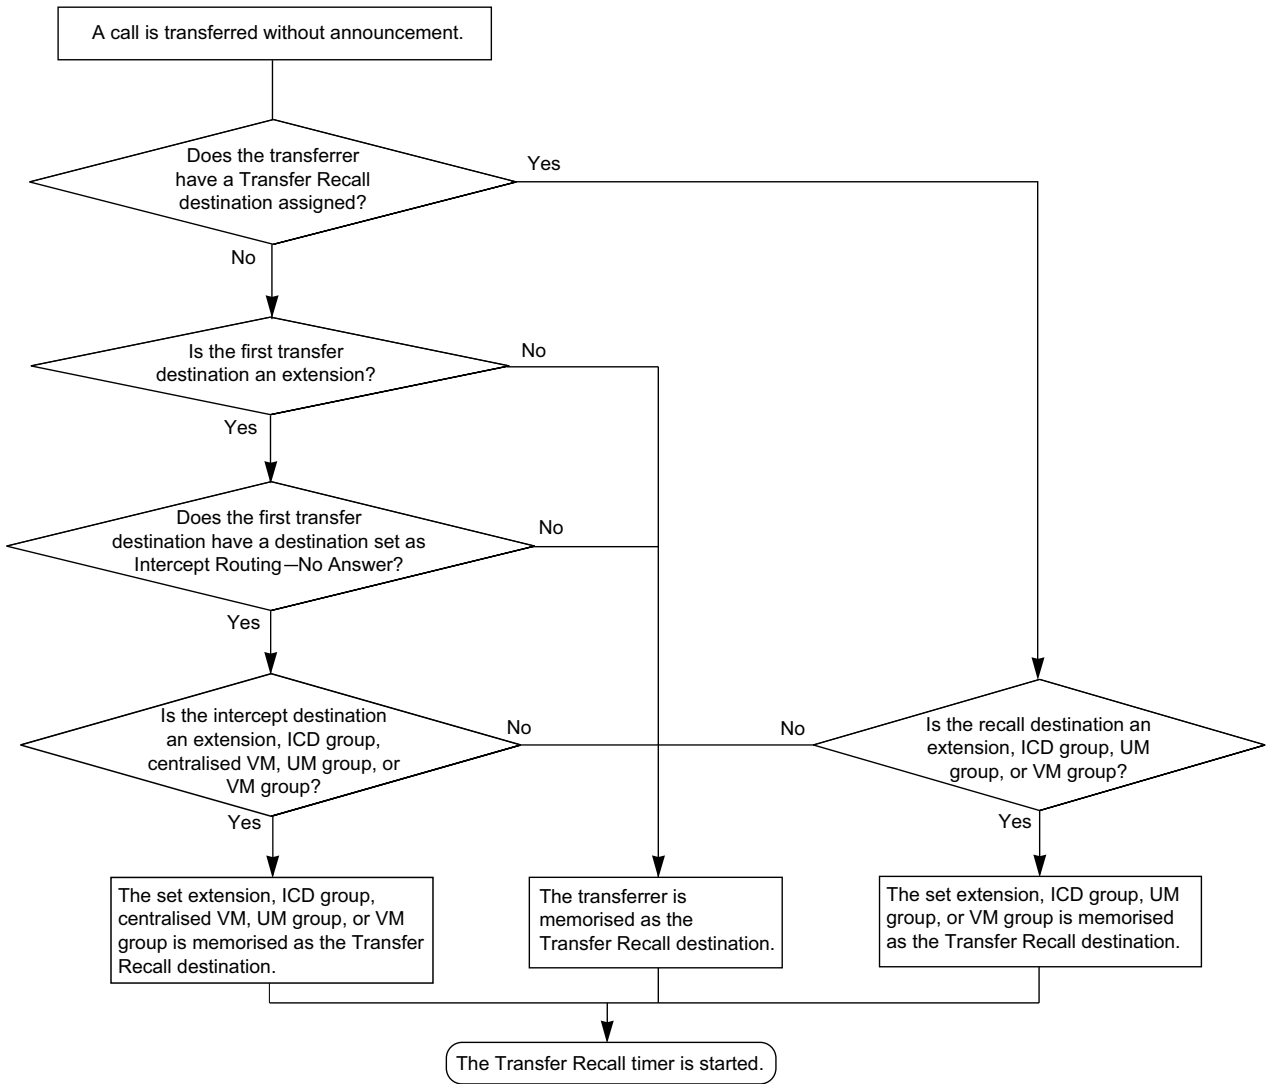 A call is transferred without announcement.
Does the transferrer
have a Transfer Recall
destination assigned?
Yes
No
Is the first transfer
destination an extension?
No
Yes
Does the first transfer
destination have a destination set as
Intercept Routing—No Answer?
No
Yes
Is the intercept destination
an extension, ICD group,
centralised VM, UM group, or
VM group?
No
Yes
No
Is the recall destination an
extension, ICD group, UM
group, or VM group?
Yes
The set extension, ICD group,
centralised VM, UM group, or VM
group is memorised as the Transfer
Recall destination.
The transferrer is
memorised as the
Transfer Recall destination.
The set extension, ICD group, UM
group, or VM group is memorised
as the Transfer Recall destination.
The Transfer Recall timer is started.